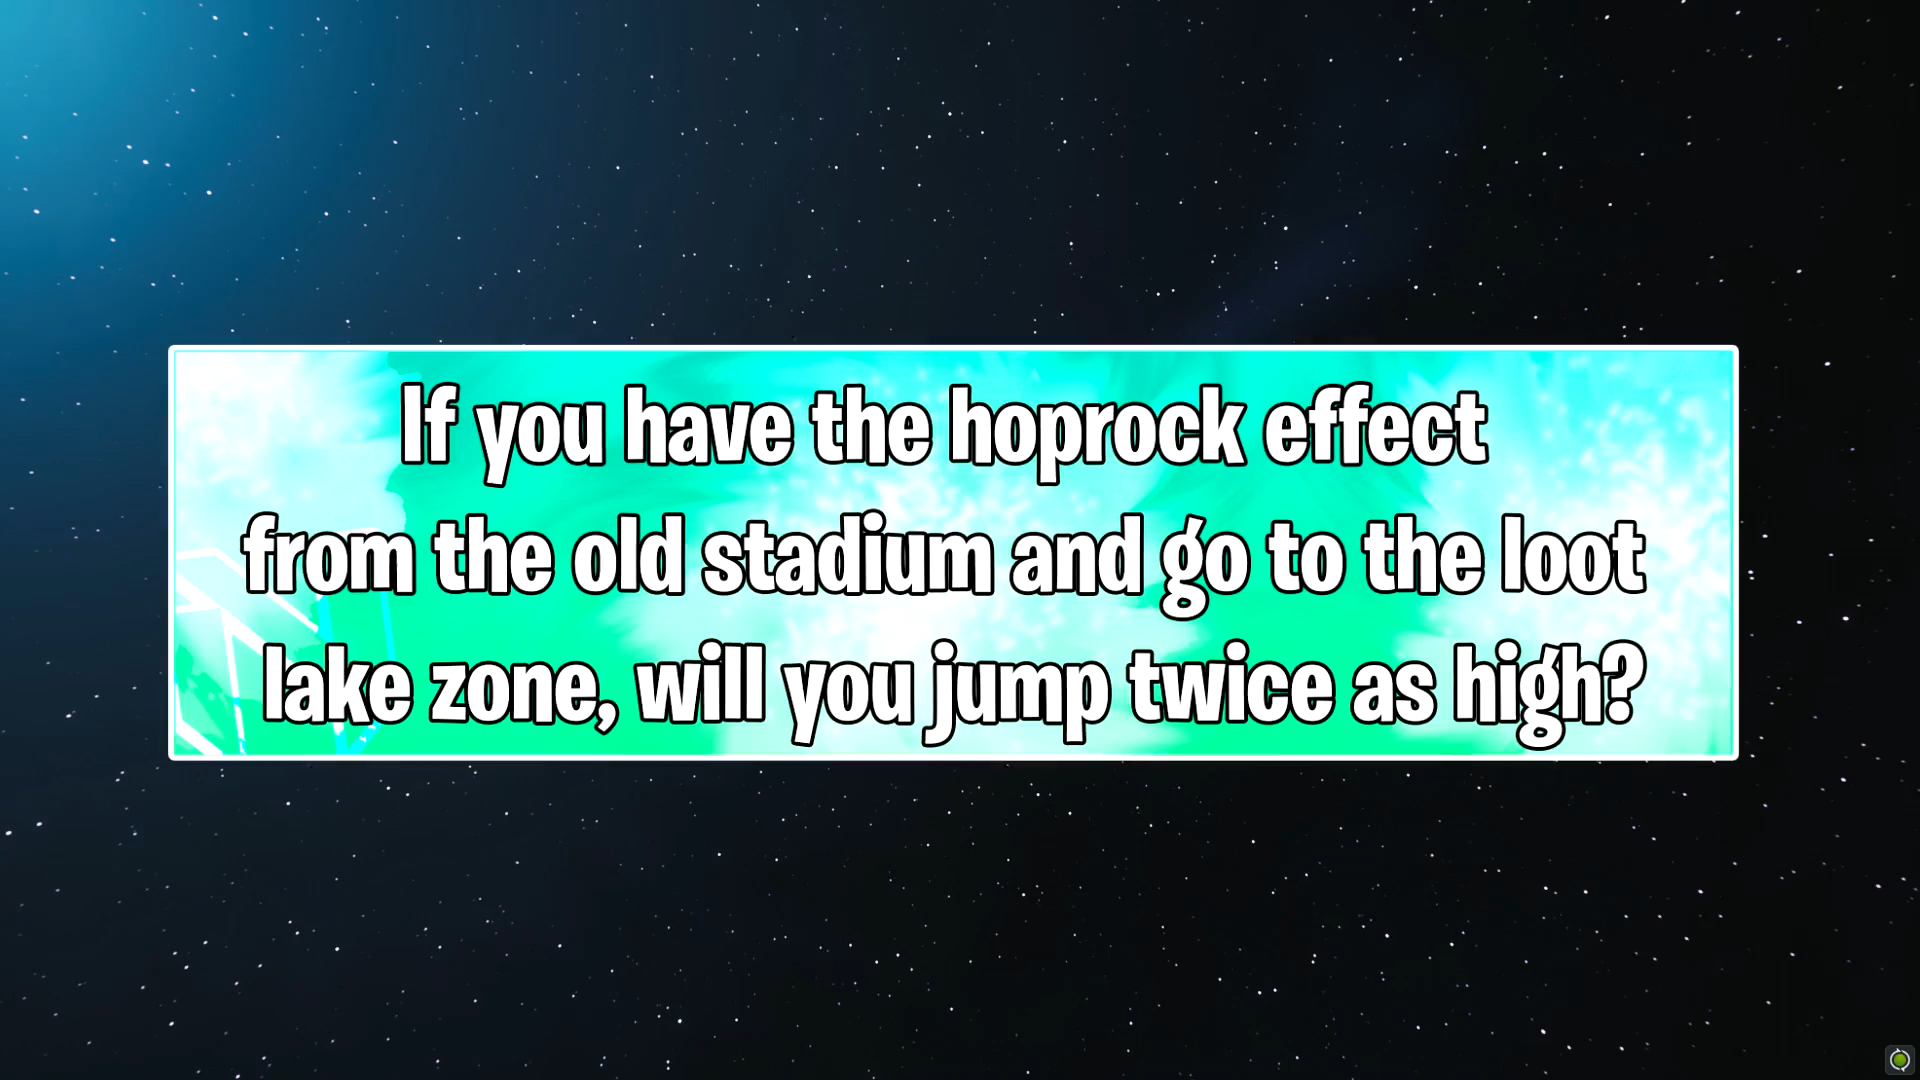 If you have the hoprock effect
from the old stadium and go to the loot
lake zone, will you jump twice as high?